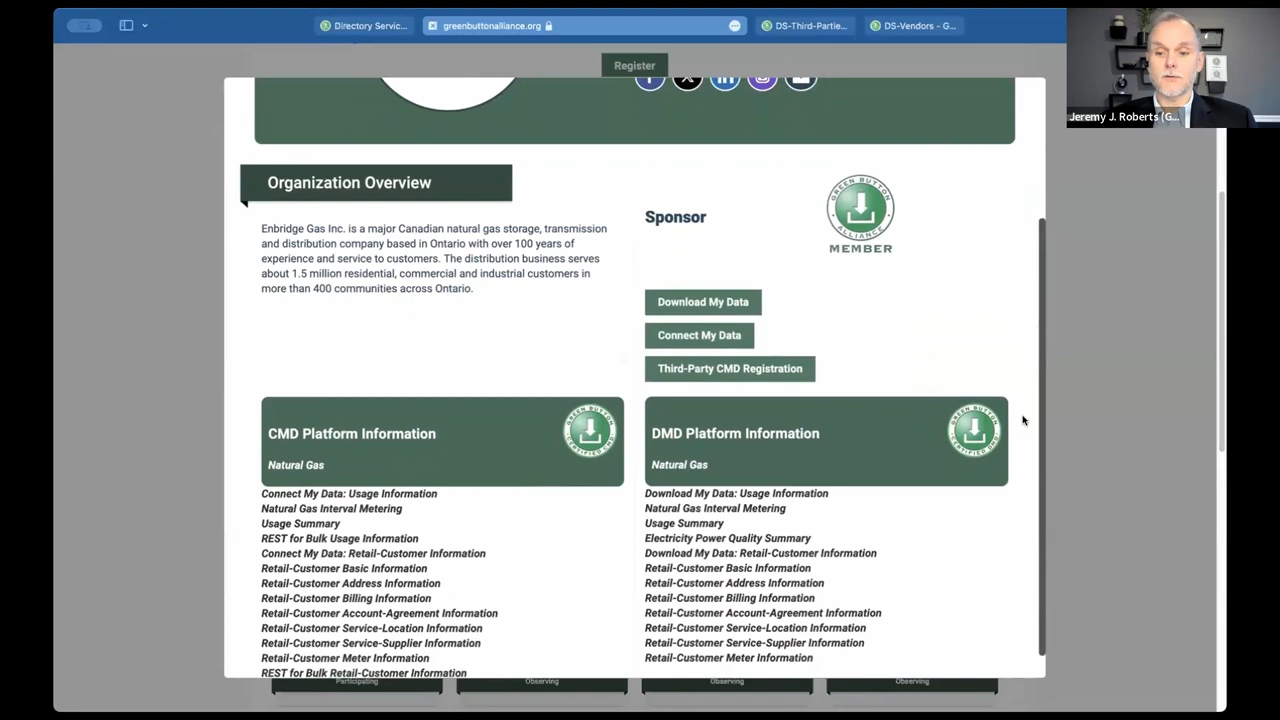 Directory Servic...
greenbuttonalliance.org
DS-Third-Partie...
DS-Vendors - G...
Jeremy J. Roberts (G...
Register
Organization Overview
Enbridge Gas Inc. is a major Canadian natural gas storage, transmission
and distribution company based in Ontario with over 100 years of
experience and service to customers. The distribution business serves
about 1.5 million residential, commercial and industrial customers in
more than 400 communities across Ontario.
Sponsor
GREEN BUTTON
ALLIANCE
MEMBER
Download My Data
Connect My Data
Third-Party CMD Registration
CMD Platform Information
Natural Gas
GREEN BUTTON
CERTIFIED CMD
Connect My Data: Usage Information
Natural Gas Interval Metering
Usage Summary
REST for Bulk Usage Information
Connect My Data: Retail-Customer Information
Retail-Customer Basic Information
Retail-Customer Address Information
Retail-Customer Billing Information
Retail-Customer Account-Agreement Information
Retail-Customer Service-Location Information
Retail-Customer Service-Supplier Information
Retail-Customer Meter Information
REST for Bulk Retail-Customer Information
DMD Platform Information
Natural Gas
GREEN BUTTON
CERTIFIED DMD
Download My Data: Usage Information
Natural Gas Interval Metering
Usage Summary
Electricity Power Quality Summary
Download My Data: Retail-Customer Information
Retail-Customer Basic Information
Retail-Customer Address Information
Retail-Customer Billing Information
Retail-Customer Account-Agreement Information
Retail-Customer Service-Location Information
Retail-Customer Service-Supplier Information
Retail-Customer Meter Information
Participating
Observing
Observing